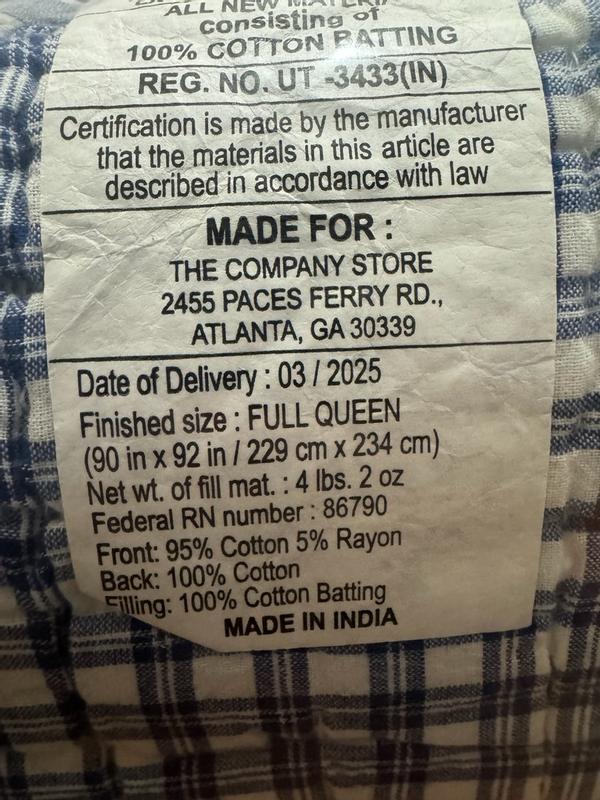 ALL NEW MATERIAL
consisting of
100% COTTON BATTING
REG. NO. UT -3433(IN)
Certification is made by the manufacturer
that the materials in this article are
described in accordance with law
MADE FOR :
THE COMPANY STORE
2455 PACES FERRY RD.,
ATLANTA, GA 30339
Date of Delivery : 03 / 2025
Finished size : FULL QUEEN
(90 in x 92 in / 229 cm x 234 cm)
Net wt. of fill mat. : 4 lbs. 2 oz
Federal RN number : 86790
Front: 95% Cotton 5% Rayon
Back: 100% Cotton
Filling: 100% Cotton Batting
MADE IN INDIA